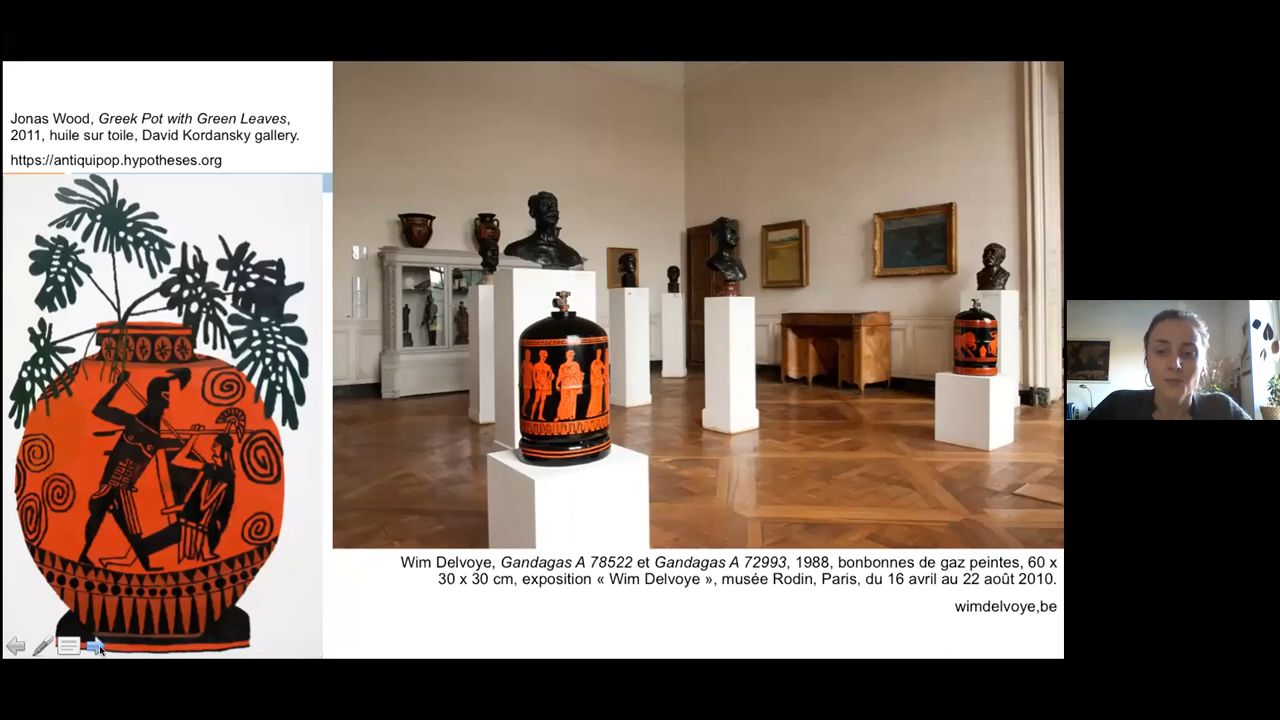 Jonas Wood, Greek Pot with Green Leaves,
2011, huile sur toile, David Kordansky gallery.
https://antiquipop.hypotheses.org
Wim Delvoye, Gandagas A 78522 et Gandagas A 72993, 1988, bonbonnes de gaz peintes, 60 x
30 x 30 cm, exposition « Wim Delvoye », musée Rodin, Paris, du 16 avril au 22 août 2010.
wimdelvoye,be